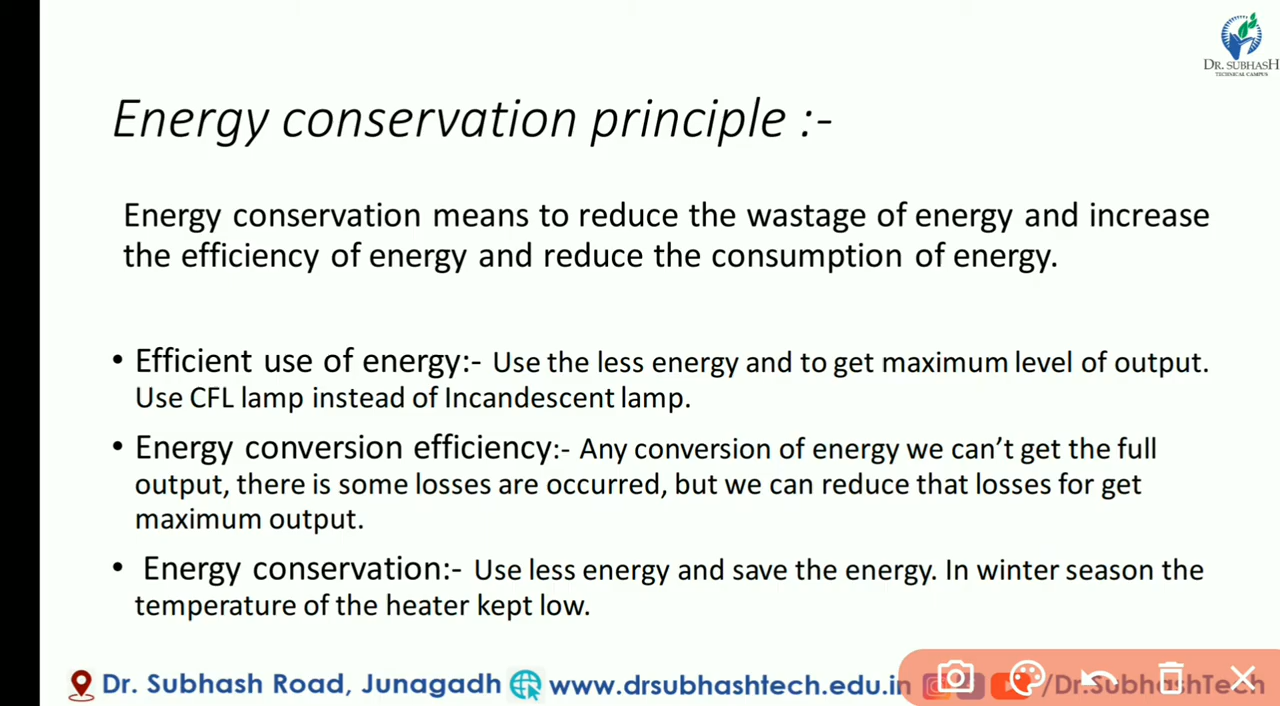 DR. SUBHASH
TECHNICAL CAMPUS
Energy conservation principle :-
Energy conservation means to reduce the wastage of energy and increase
the efficiency of energy and reduce the consumption of energy.
• Efficient use of energy:- Use the less energy and to get maximum level of output.
Use CFL lamp instead of Incandescent lamp.
• Energy conversion efficiency:- Any conversion of energy we can’t get the full
output, there is some losses are occurred, but we can reduce that losses for get
maximum output.
• Energy conservation:- Use less energy and save the energy. In winter season the
temperature of the heater kept low.
Dr. Subhash Road, Junagadh www.drsubhashtech.edu.in /Dr.SubhashTech